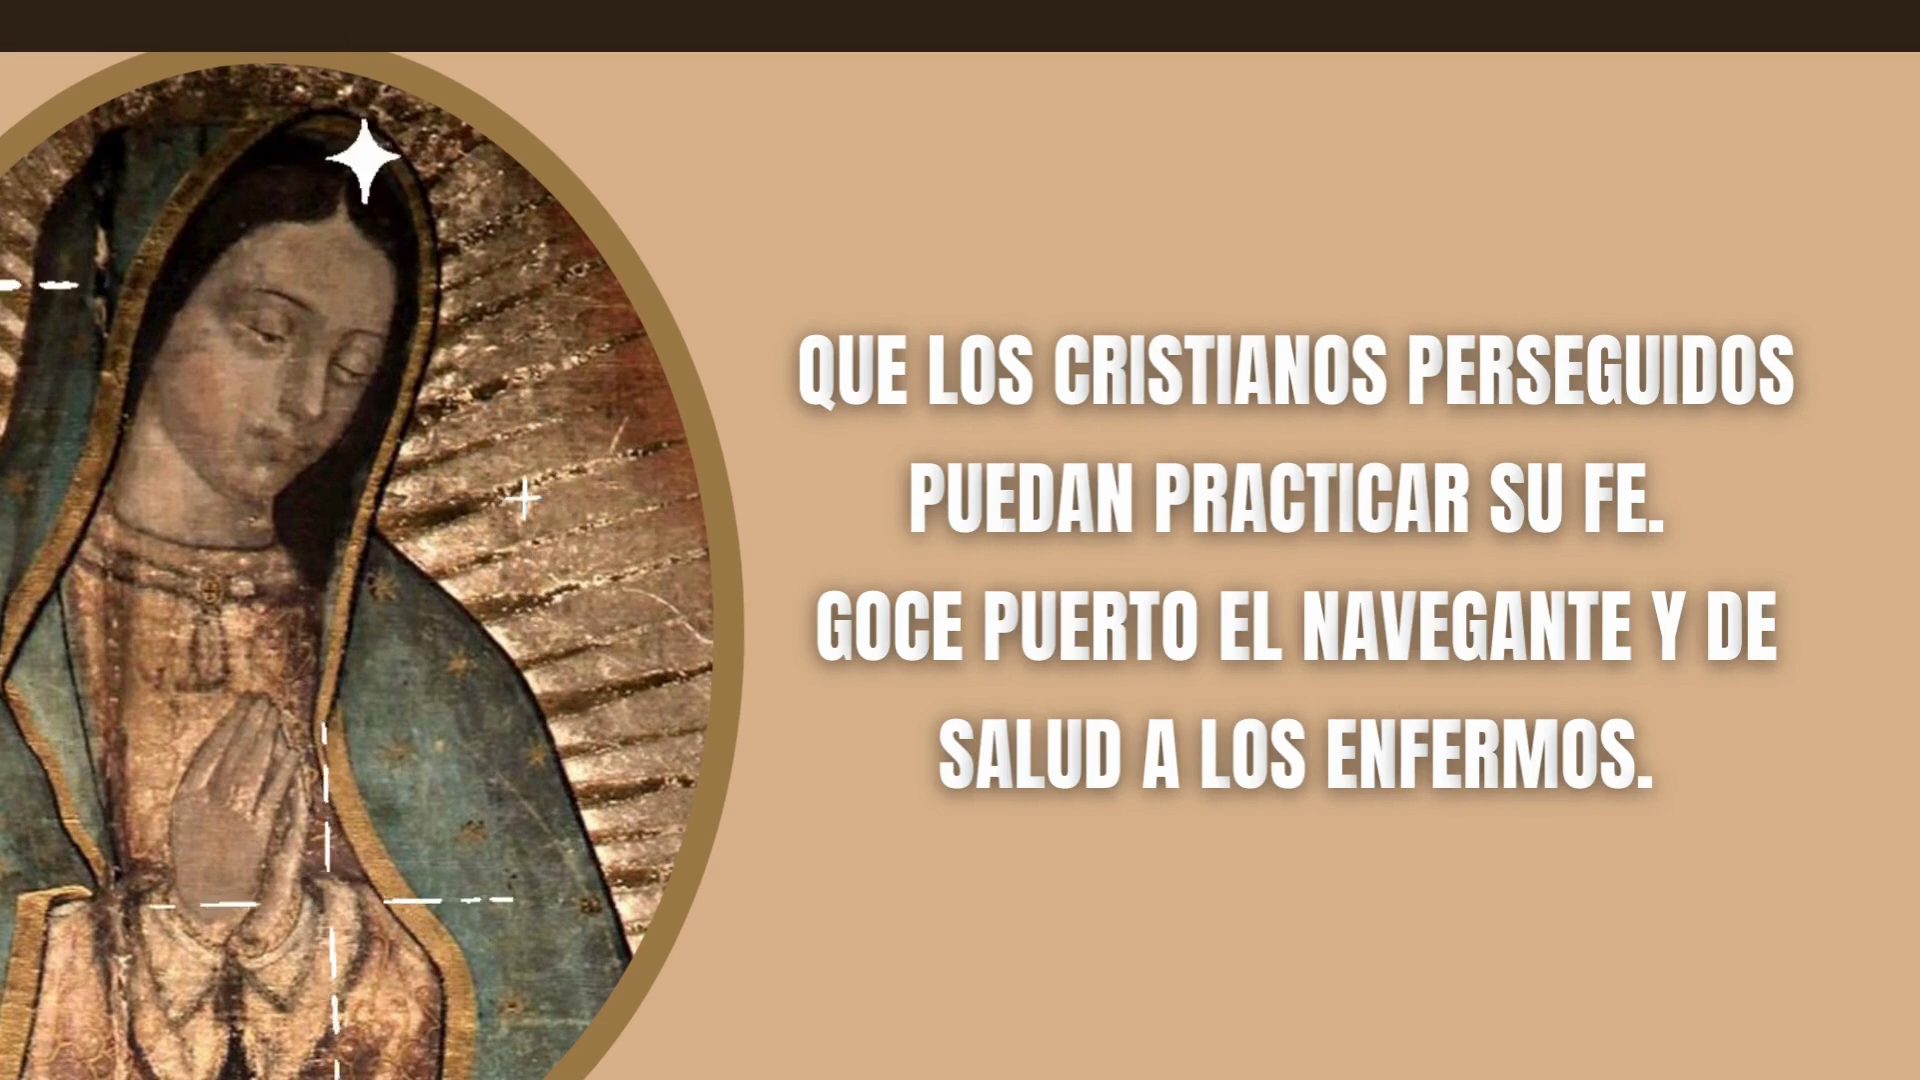 QUE LOS CRISTIANOS PERSEGUIDOS
PUEDAN PRACTICAR SU FE.
GOCE PUERTO EL NAVEGANTE Y DE
SALUD A LOS ENFERMOS.